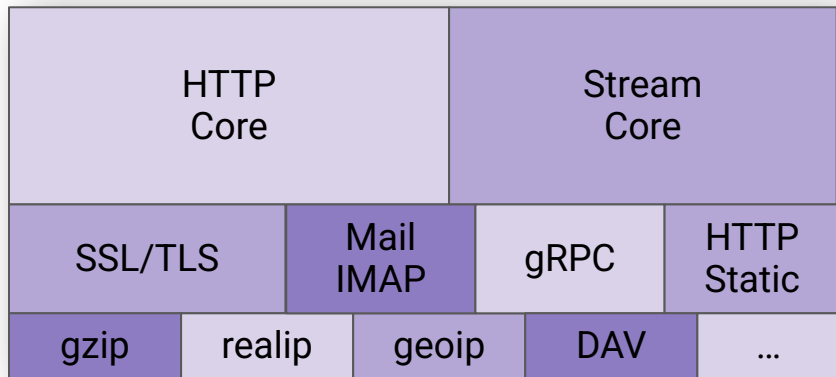 HTTP
Core
Stream
Core
SSL/TLS
Mail
IMAP
gRPC
HTTP
Static
gzip
realip
geoip
DAV
...